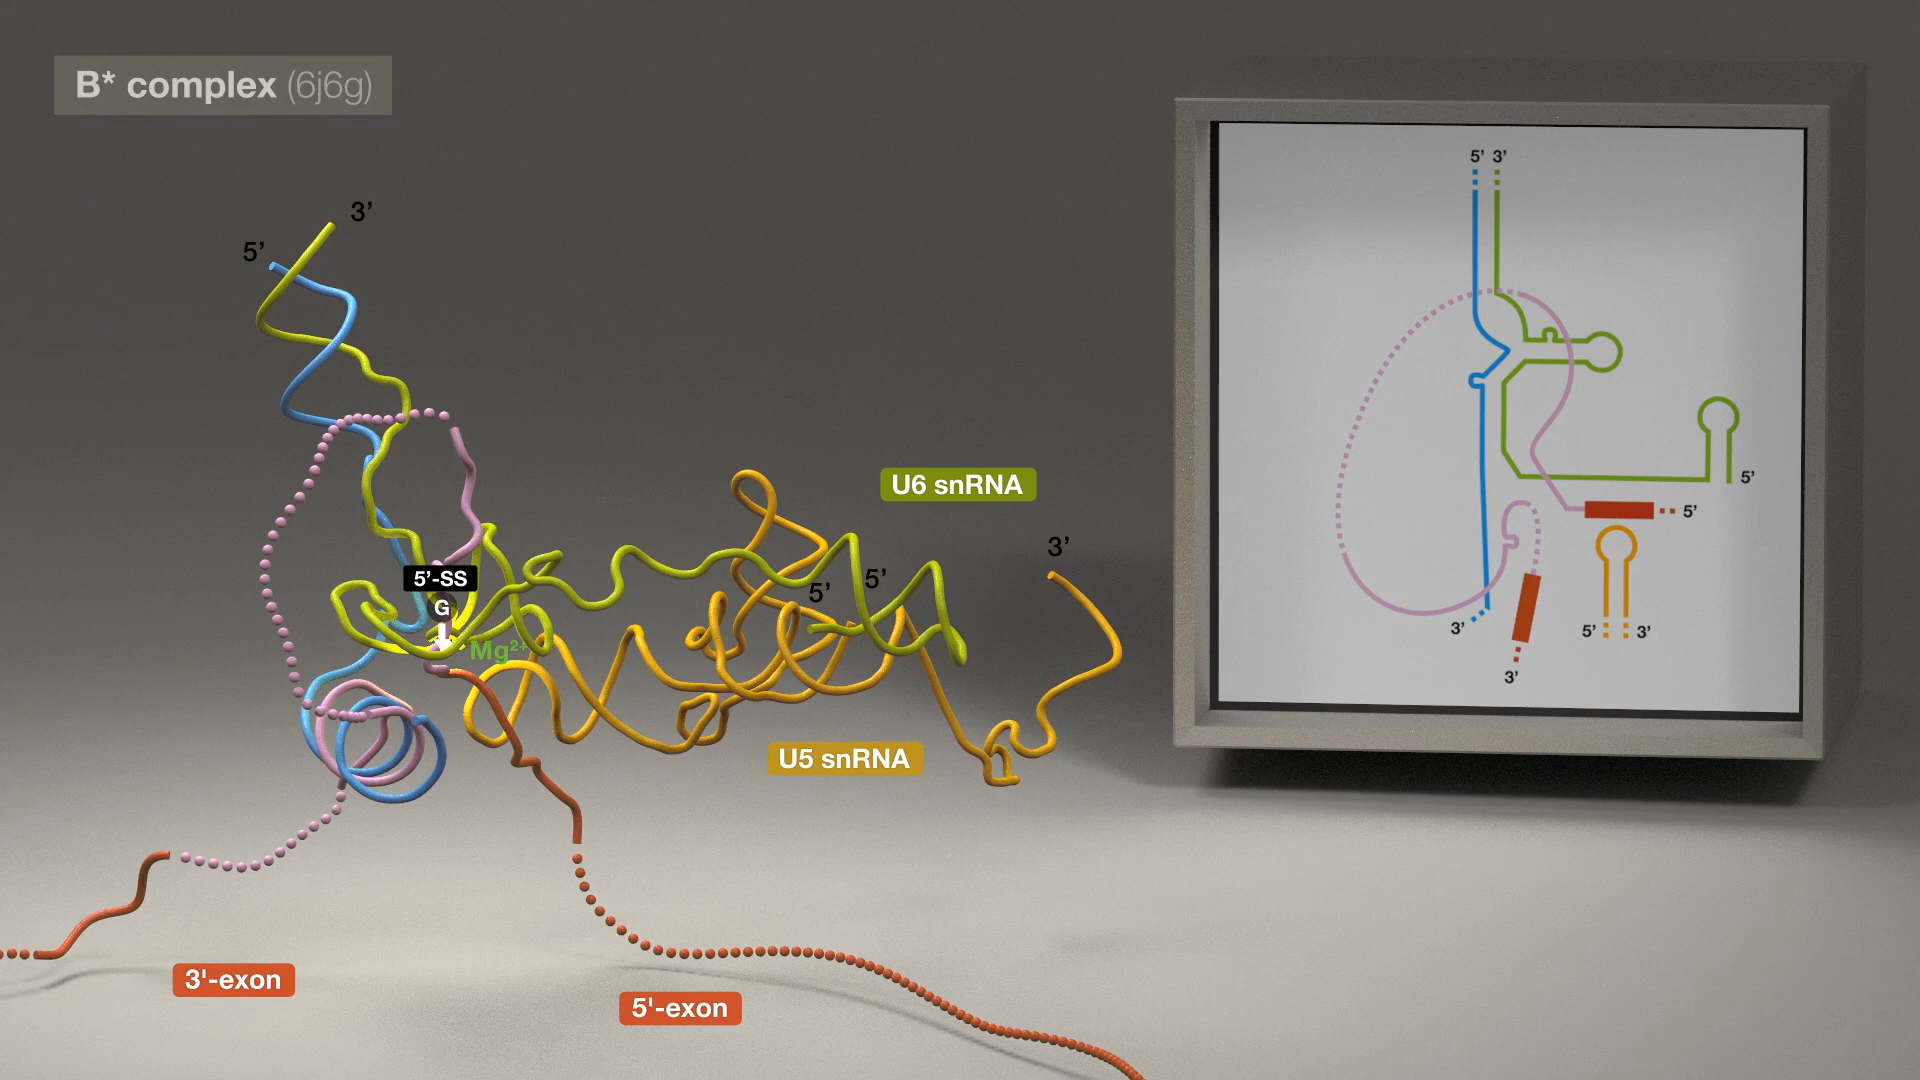 B* complex (6j6g)
3’
5’
5’-SS
G
Mg²⁺
U6 snRNA
3’
5’
5’
U5 snRNA
3'-exon
5'-exon
5’ 3’
5’
5’
3’
5’ 3’
3’